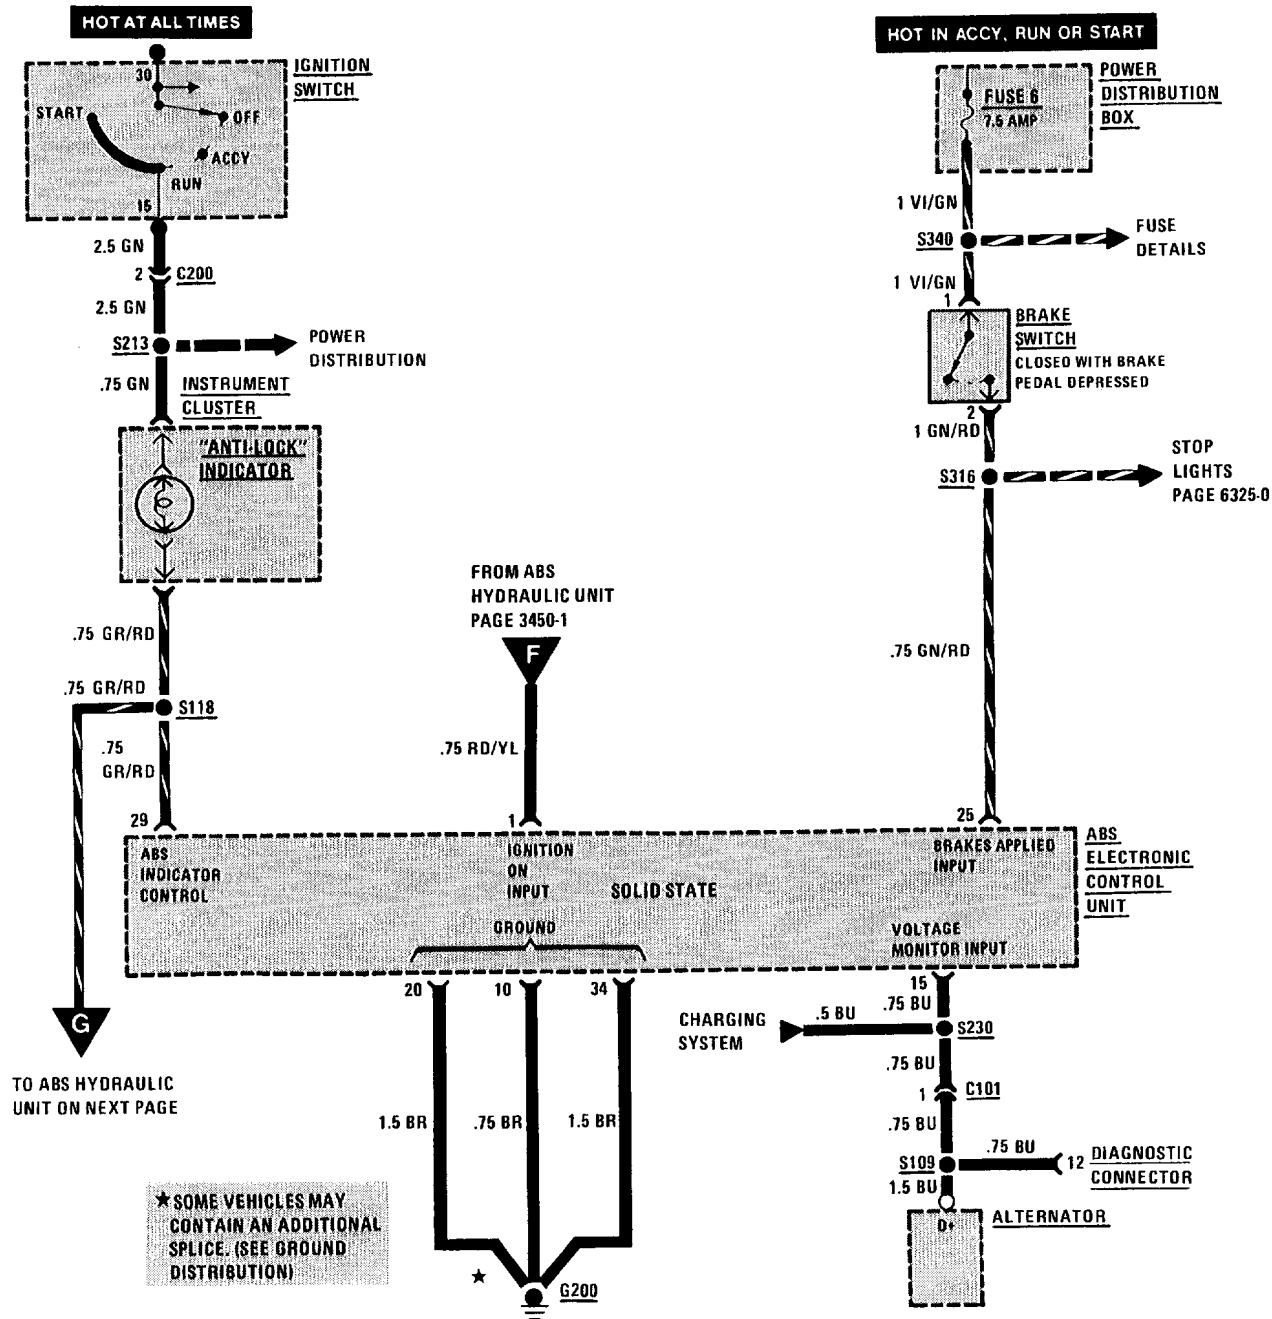 HOT AT ALL TIMES
IGNITION
SWITCH
30
START
OFF
ACCY
RUN
15
2.5 GN
2
C200
2.5 GN
S213
POWER
DISTRIBUTION
.75 GN
INSTRUMENT
CLUSTER
"ANTI-LOCK"
INDICATOR
.75 GR/RD
.75 GR/RD
S118
.75
GR/RD
29
G
TO ABS HYDRAULIC
UNIT ON NEXT PAGE
FROM ABS
HYDRAULIC UNIT
PAGE 3450-1
F
.75 RD/YL
1
HOT IN ACCY, RUN OR START
POWER
DISTRIBUTION
BOX
FUSE 6
7.5 AMP
1 VI/GN
S340
FUSE
DETAILS
1 VI/GN
1
BRAKE
SWITCH
CLOSED WITH BRAKE
PEDAL DEPRESSED
2
1 GN/RD
S316
STOP
LIGHTS
PAGE 6325-0
.75 GN/RD
25
ABS
ELECTRONIC
CONTROL
UNIT
ABS
INDICATOR
CONTROL
IGNITION
ON
INPUT
SOLID STATE
BRAKES APPLIED
INPUT
GROUND
VOLTAGE
MONITOR INPUT
20
10
34
15
.75 BU
CHARGING
SYSTEM
.5 BU
S230
.75 BU
1
C101
.75 BU
S109
.75 BU
12
DIAGNOSTIC
CONNECTOR
1.5 BU
D+
ALTERNATOR
1.5 BR
.75 BR
1.5 BR
★ SOME VEHICLES MAY
CONTAIN AN ADDITIONAL
SPLICE. (SEE GROUND
DISTRIBUTION)
★
G200